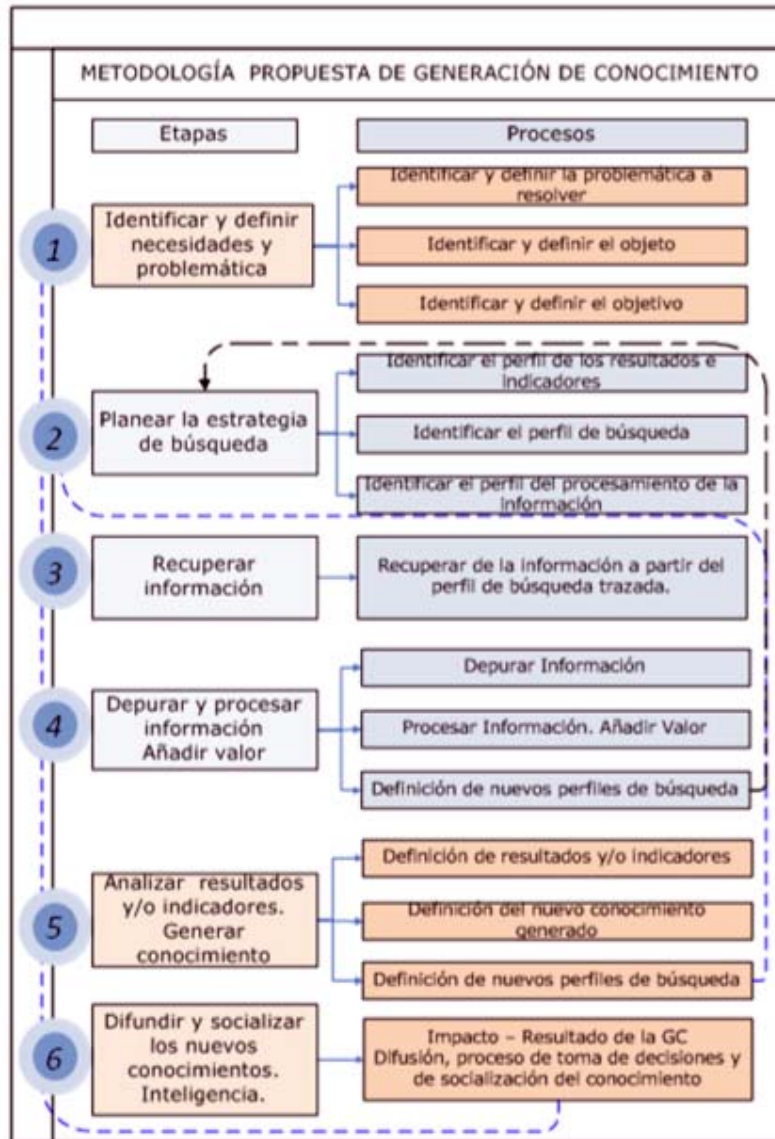 METODOLOGÍA PROPUESTA DE GENERACIÓN DE CONOCIMIENTO
Etapas
Procesos
1
Identificar y definir
necesidades y
problemática
Identificar y definir la problemática a
resolver
Identificar y definir el objeto
Identificar y definir el objetivo
2
Planear la estrategia
de búsqueda
Identificar el perfil de los resultados e
indicadores
Identificar el perfil de búsqueda
Identificar el perfil del procesamiento de la
información
3
Recuperar
información
Recuperar de la información a partir del
perfil de búsqueda trazada.
4
Depurar y procesar
información
Añadir valor
Depurar Información
Procesar Información. Añadir Valor
Definición de nuevos perfiles de búsqueda
5
Analizar resultados
y/o indicadores.
Generar
conocimiento
Definición de resultados y/o indicadores
Definición del nuevo conocimiento
generado
Definición de nuevos perfiles de búsqueda
6
Difundir y socializar
los nuevos
conocimientos.
Inteligencia.
Impacto – Resultado de la GC
Difusión, proceso de toma de decisiones y
de socialización del conocimiento